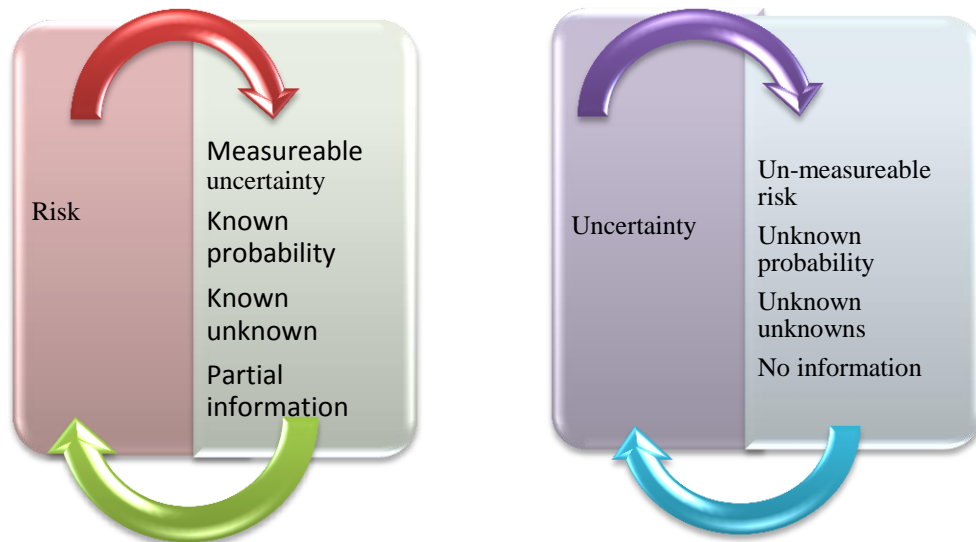 Risk
Measureable
uncertainty
Known
probability
Known
unknown
Partial
information
Uncertainty
Un-measureable
risk
Unknown
probability
Unknown
unknowns
No information